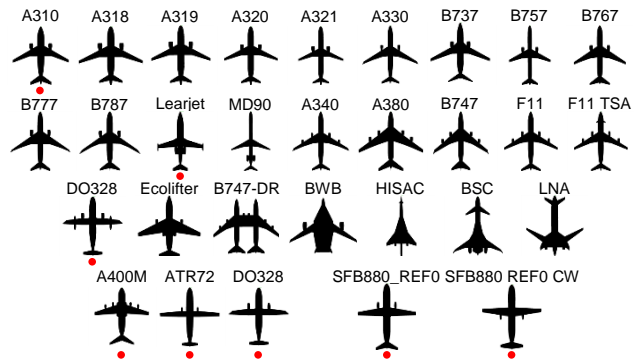 A310 A318 A319 A320 A321 A330 B737 B757 B767
B777 B787 Learjet MD90 A340 A380 B747 F11 F11 TSA
DO328 Ecolifter B747-DR BWB HISAC BSC LNA
A400M ATR72 DO328 SFB880_REF0 SFB880 REF0 CW